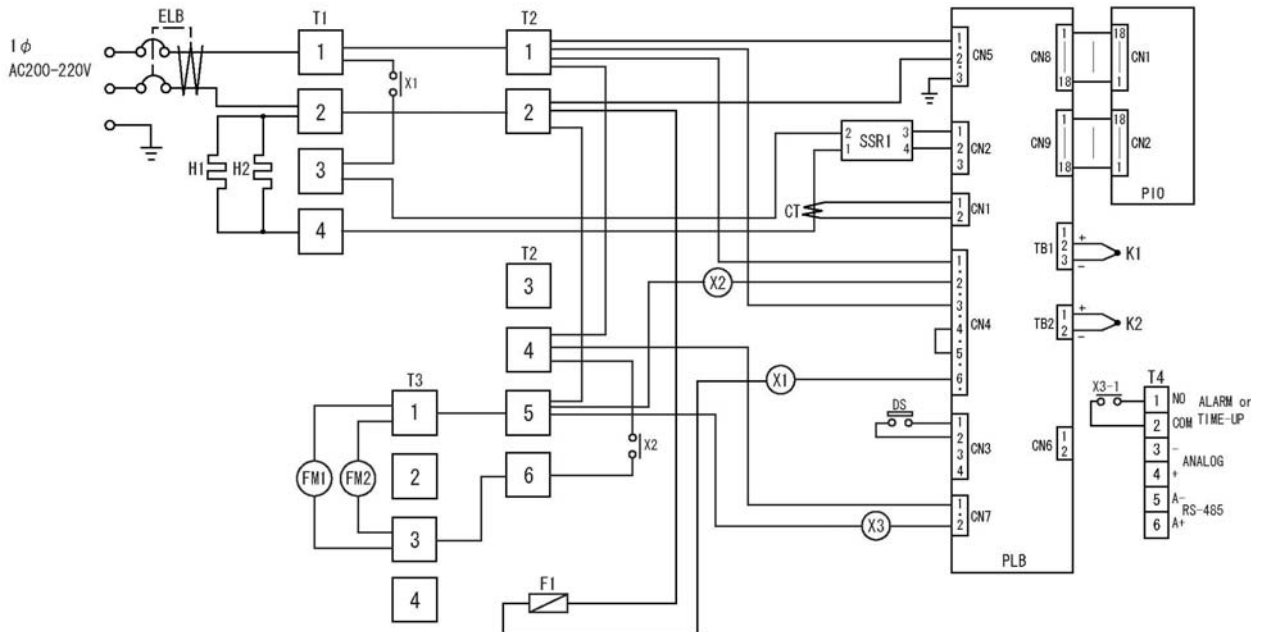 ELB
1φ
AC200-220V
T1
1
2
3
4
X1
H1
H2
T2
1
2
T2
3
4
5
6
X2
T3
1
2
3
4
FM1
FM2
F1
X2
X1
X3
DS
CT
2
1
SSR1
3
4
1
2
3
CN5
1
2
3
CN2
1
2
CN1
1
2
3
4
5
6
CN4
1
2
3
4
CN3
1
2
CN7
PLB
CN8
1
18
CN9
1
18
18
1
CN1
18
1
CN2
PIO
TB1
1
2
3
+
-
K1
TB2
1
2
+
-
K2
CN6
1
2
X3-1
T4
1 NO ALARM or
2 COM TIME-UP
3 -
ANALOG
4 +
5 A-
RS-485
6 A+